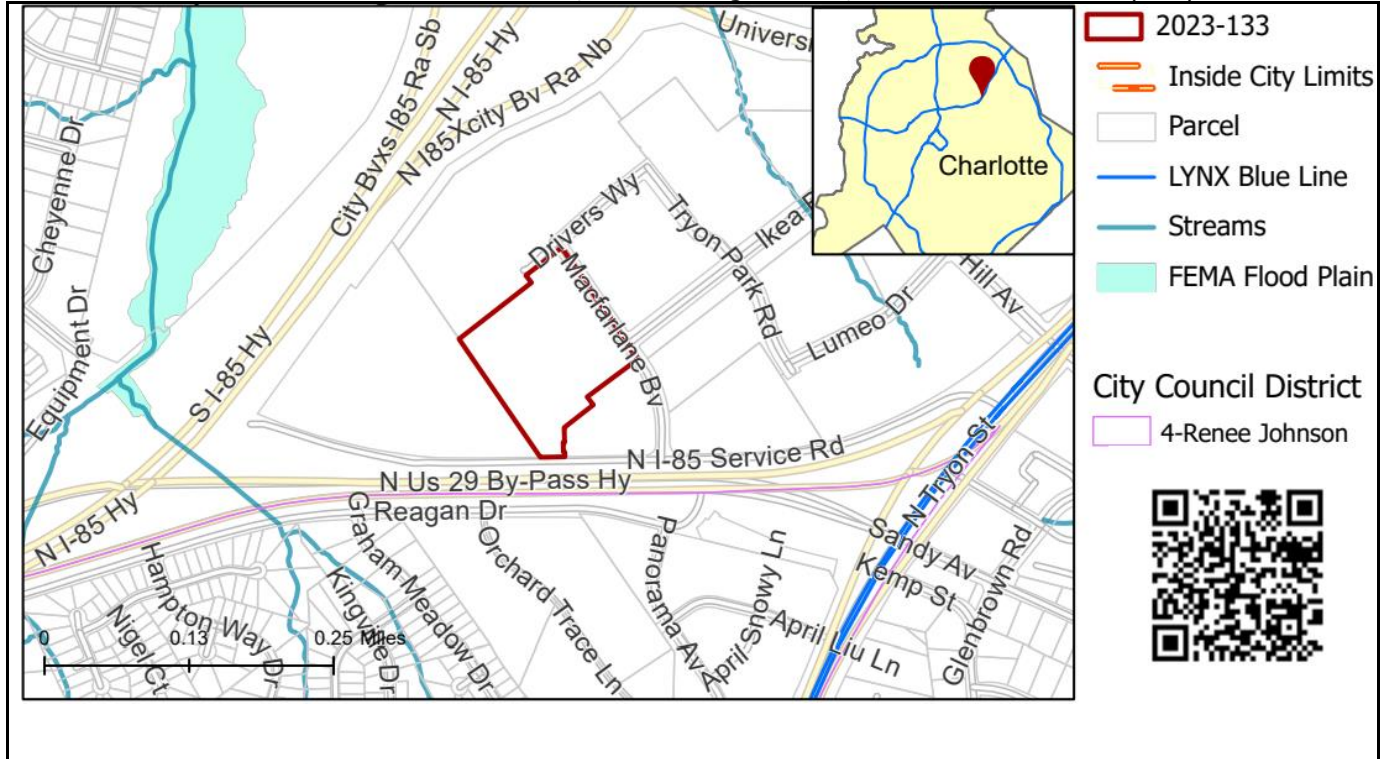 Universi
City Bvxs I85 Ra Sb
N I-85 Hy
N I85Xcity Bv Ra Nb
Cheyenne Dr
Charlotte
Drivers Wy
Tryon Park Rd
Ikea
Macfarlane Bv
Hill Av
Lumeo Dr
Equipment Dr
S I-85 Hy
N I-85 Service Rd
N Us 29 By-Pass Hy
N Tryon St
Reagan Dr
N I-85 Hy
Graham Meadow Dr
Orchard Trace Ln
Panorama Av
April Snowy Ln
Sandy Av
Kemp St
Glenbrown Rd
Hampton Way Dr
Kingville Dr
Nigel Ct
April Liu Ln
0 0.13 0.25 Miles
2023-133
Inside City Limits
Parcel
LYNX Blue Line
Streams
FEMA Flood Plain
City Council District
4-Renee Johnson